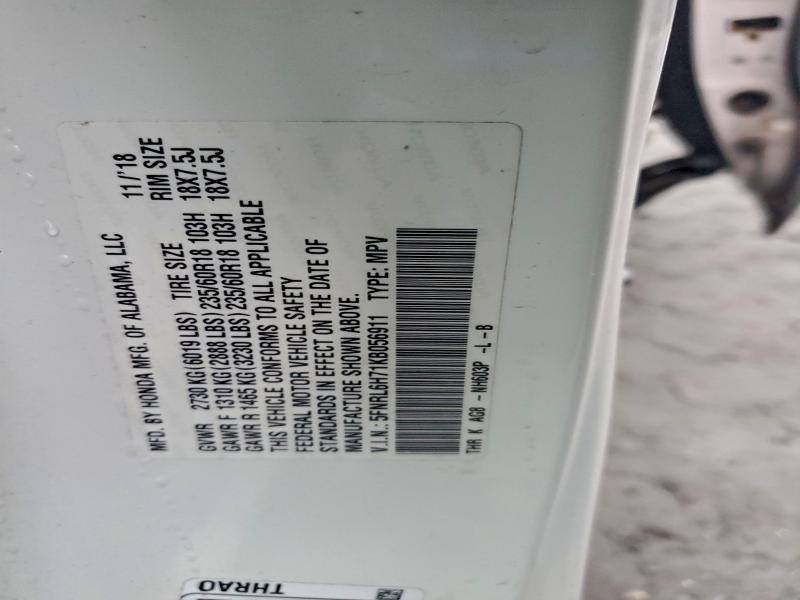 MFD. BY HONDA MFG. OF ALABAMA, LLC 11/'18
GVWR 2730 KG (6019 LBS) TIRE SIZE RIM SIZE
GAWR F 1310 KG (2888 LBS) 235/60R18 103H 18X7.5J
GAWR R 1465 KG (3230 LBS) 235/60R18 103H 18X7.5J
THIS VEHICLE CONFORMS TO ALL APPLICABLE
FEDERAL MOTOR VEHICLE SAFETY
STANDARDS IN EFFECT ON THE DATE OF
MANUFACTURE SHOWN ABOVE.
V.I.N.: 5FNRL6H71KB056911 TYPE: MPV
THR K AG8 - NH603P -L -B
THRAO